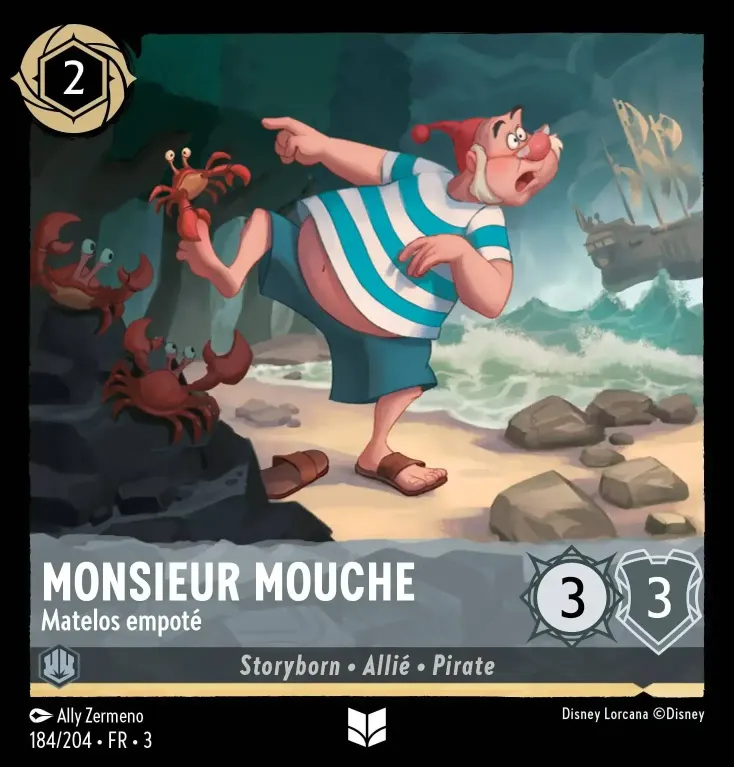 2
MONSIEUR MOUCHE
Matelos empoté
3
3
Storyborn • Allié • Pirate
Ally Zermeno
Disney Lorcana ©Disney
184/204 • FR • 3